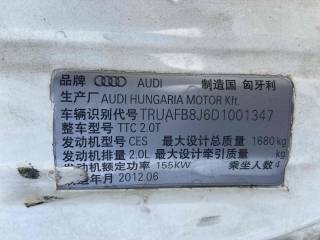 品牌 AUDI 制造国 匈牙利
生产厂 AUDI HUNGARIA MOTOR Kft.
车辆识别代号 TRUAFB8J6D1001347
整车型号 TTC 2.0T
发动机型号 CES 最大设计总质量 1680kg
发动机排量 2.0L 最大设计牵引质量 kg
发动机额定功率 155KW 乘坐人数 4
年月 2012.06